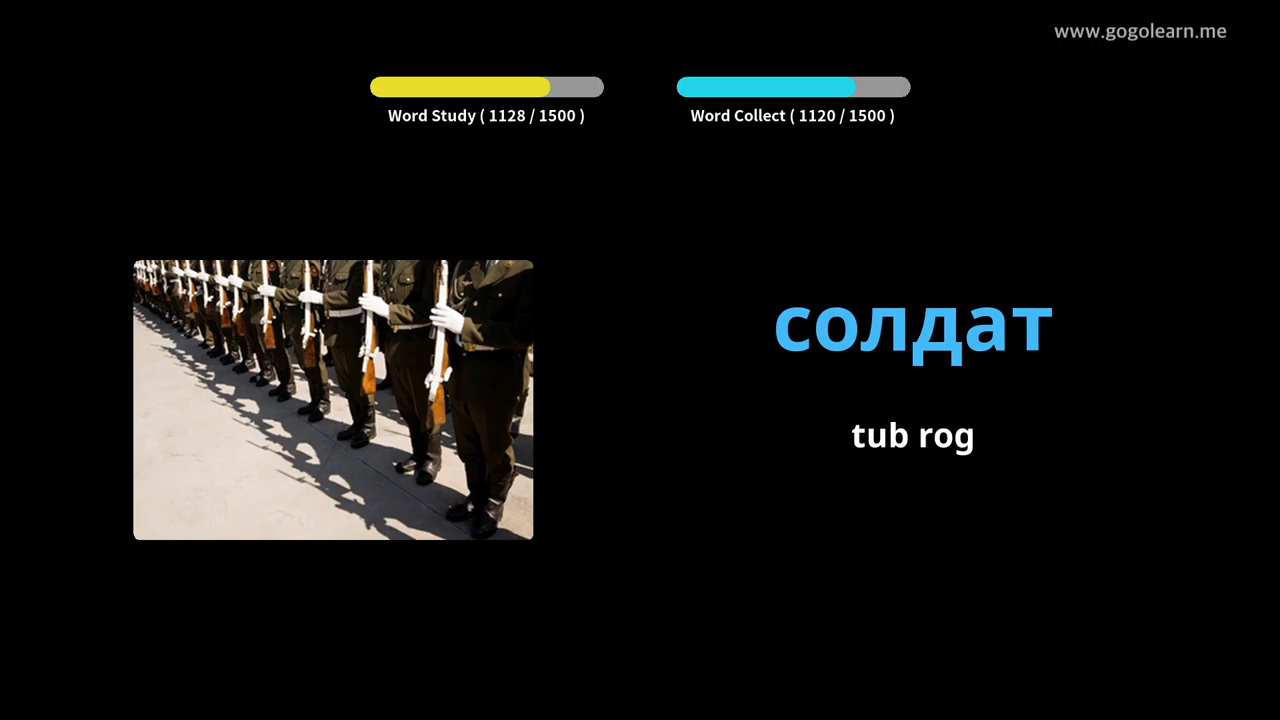 www.gogolearn.me
Word Study ( 1128 / 1500 )
Word Collect ( 1120 / 1500 )
солдат
tub rog